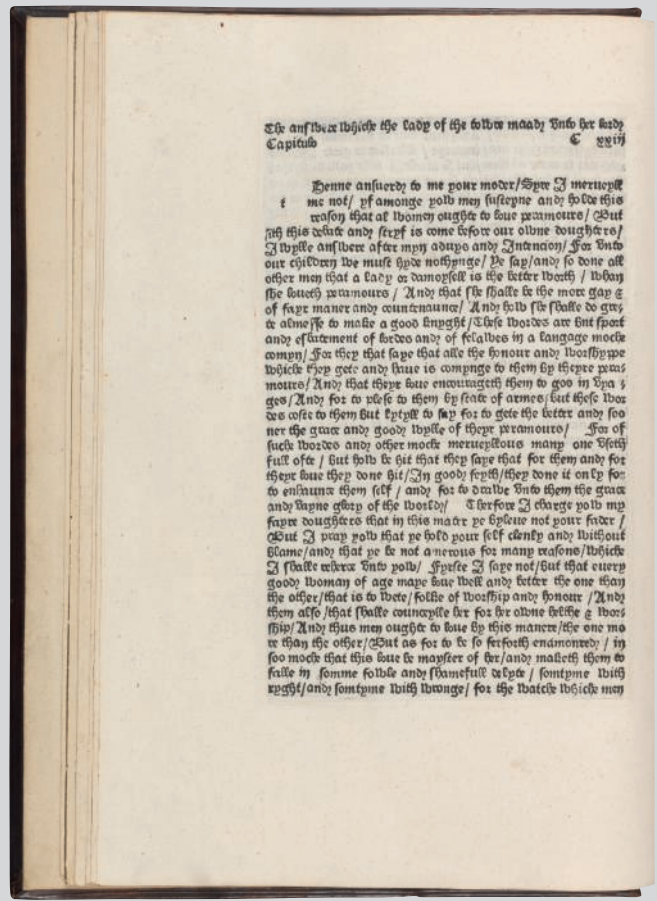 The answere whiche the lady of the towre maad vnto her lord
Capitulo C xxiij
Henne ansuerd to me your moder/Syre I merueyll
t me not/ yf amonge yow men susteyne and holde this
reason that al women oughte to loue peramours/ But
sith this debate and stryf is come before our owne doughters/
I wylle answere after myn aduys and Intencion/ For vnto
our children we must hyde nothynge/ Ye say/and so done all
other men that a lady or damoysell is the better worth / whan
she loueth peramours / And that she shalle be the more gay &
of fayr maner and countenaunce/ And how she shalle do gre-
te almesse to make a good knyght/These wordes are but sport
and esbatement of lordes and of felawes in a langage moche
comyn/ For they that saye that alle the honour and worshyppe
whiche they gete and haue is comynge to them by theyre pera-
mours/ And that theyr loue encourageth them to goo in vya
ges/And for to plese to them by state of armes/but these wor
des coste to them but lytyll to say for to gete the better and soo
ner the grace and good wylle of theyr peramours/ For of
suche wordes and other moche merueyllous many one vseth
full ofte / but how be hit that they saye that for them and for
theyr loue they done hit/In good feyth/they done it only for
to enhaunce them self / and for to drawe vnto them the grace
and vayne glory of the world/ Therfore I charge yow my
fayre doughters that in this mater ye byleue not your fader /
But I pray yow that ye hold your self clenly and without
blame/and that ye be not amerous for many reasons/whiche
I shalle reherce vnto yow/ Fyrste I saye not/but that euery
good woman of age maye loue well and better the one than
the other/that is to wete/folke of worship and honour /And
them also /that shalle counceylle her for her owne helthe & wor-
ship/And thus men oughte to loue by this manere/the one mo
re than the other/But as for to be so ferforth enamoured / in
soo moche that this loue be mayster of her/and maketh them to
falle in somme fowle and shamefull delyte / somtyme with
ryght/and somtyme with wronge/ for the watche whiche men